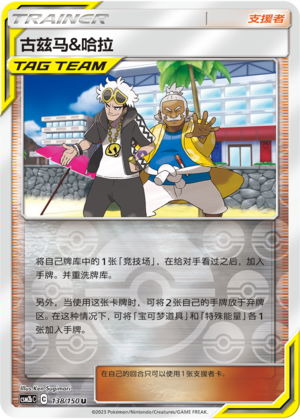 TRAINER
支援者
古兹马&哈拉
TAG TEAM
将自己牌库中的1张「竞技场」，在给对手看过之后，加入
手牌。并重洗牌库。
另外，当使用这张卡牌时，可将2张自己的手牌放于弃牌
区。在这种情况下，可将「宝可梦道具」和「特殊能量」各
1张加入手牌。
Illus. Ken Sugimori
CSM2bC C 138/150 U
在自己的回合只可以使用1张支援者卡。
©2023 Pokémon/Nintendo/Creatures/GAME FREAK.